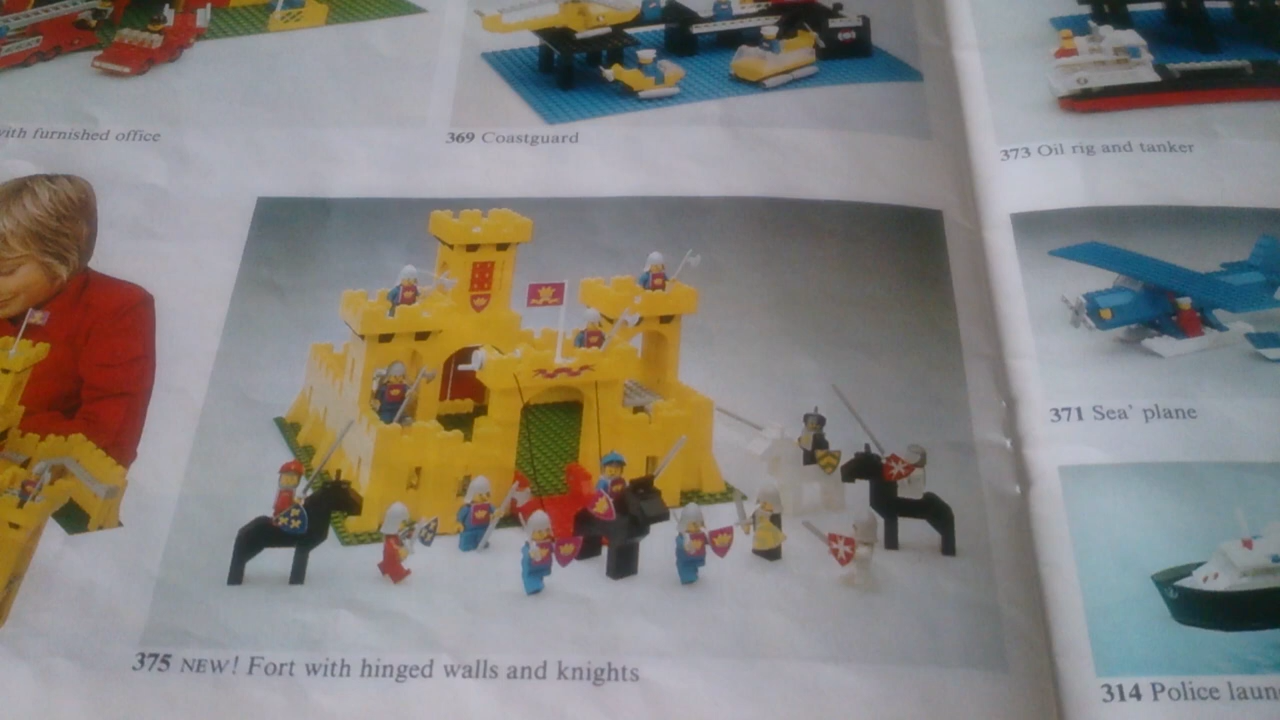 with furnished office
369 Coastguard
373 Oil rig and tanker
371 Sea' plane
375 NEW! Fort with hinged walls and knights
314 Police laun